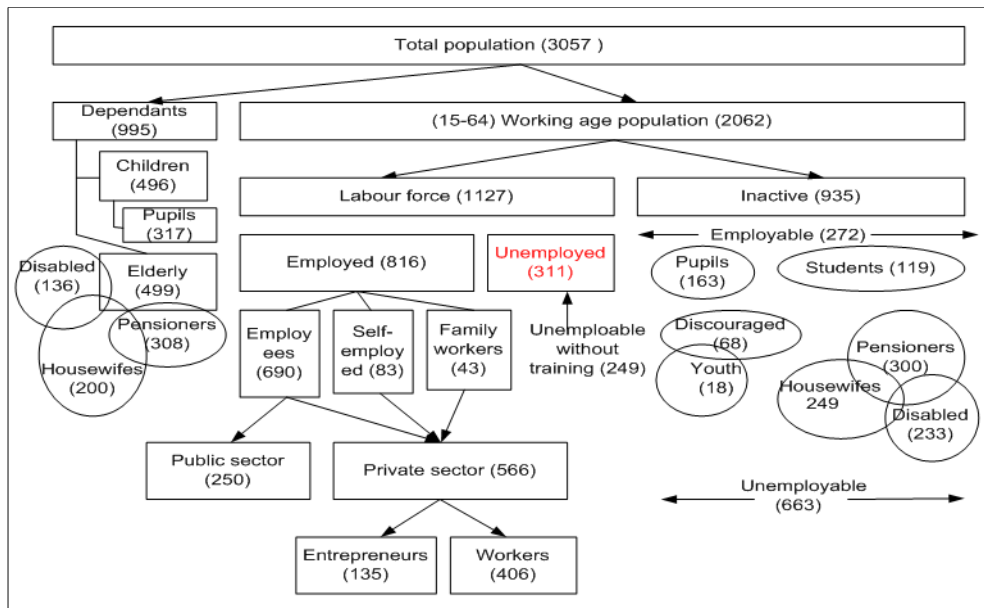 Total population (3057 )
Dependants
(995)
(15-64) Working age population (2062)
Children
(496)
Labour force (1127)
Inactive (935)
Pupils
(317)
Employable (272)
Disabled
(136)
Elderly
(499)
Employed (816)
Unemployed
(311)
Pupils
(163)
Students (119)
Pensioners
(308)
Housewifes
(200)
Employ
ees
(690)
Self-
employ
ed (83)
Family
workers
(43)
Unemploable
without
training (249)
Discouraged
(68)
Youth
(18)
Pensioners
(300)
Housewifes
249
Disabled
(233)
Public sector
(250)
Private sector (566)
Unemployable
(663)
Entrepreneurs
(135)
Workers
(406)